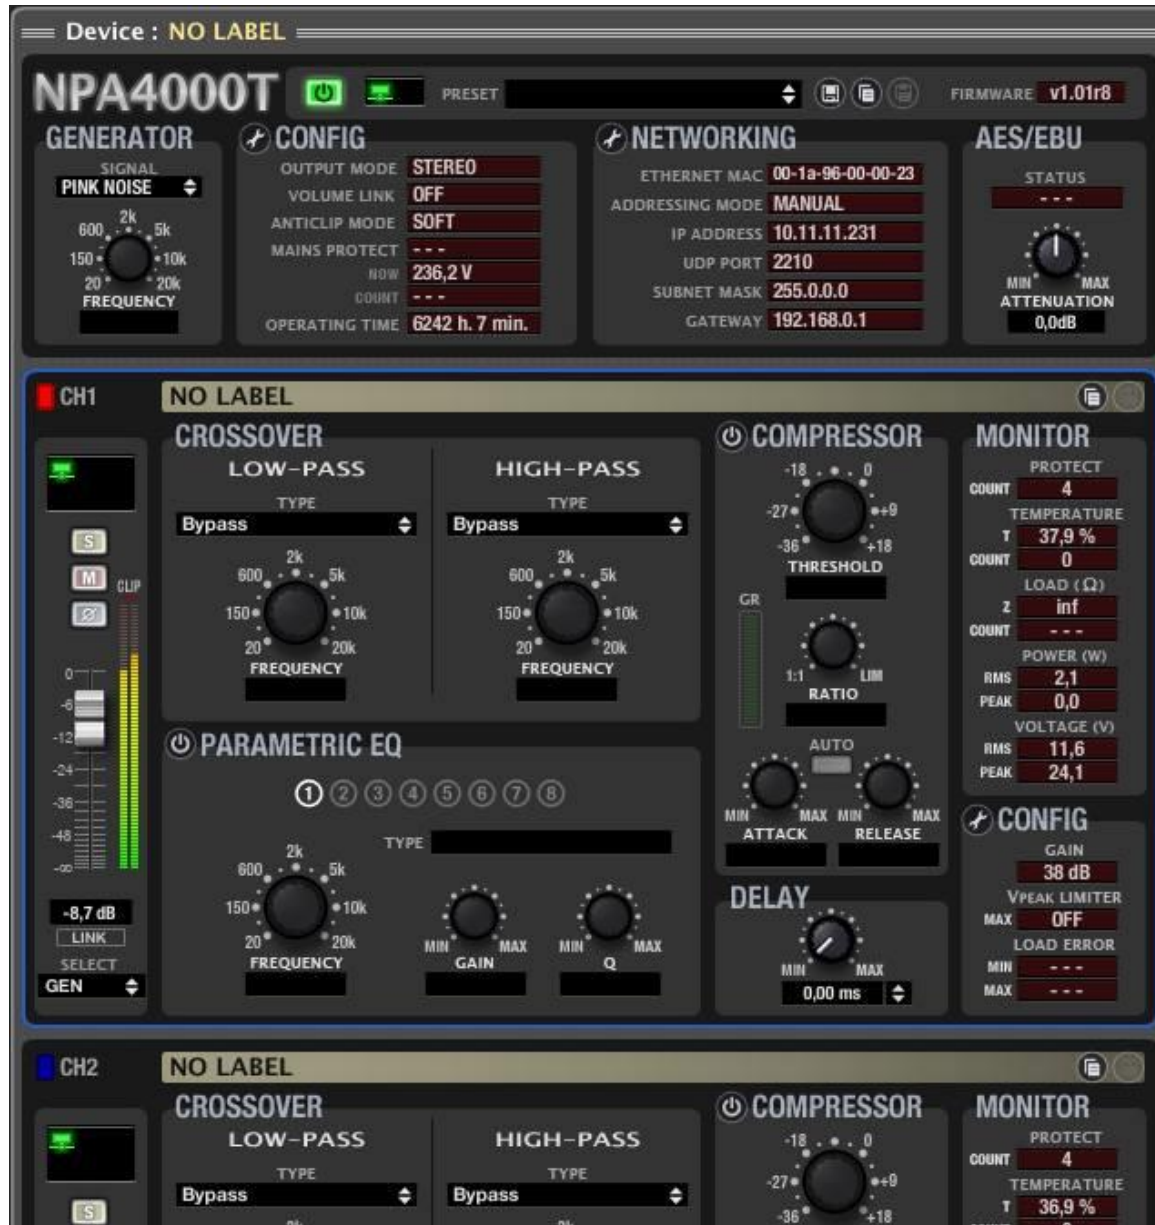 Device : NO LABEL
NPA4000T PRESET FIRMWARE v1.01r8
GENERATOR
SIGNAL
PINK NOISE
2k
600 5k
150 10k
20 20k
FREQUENCY
CONFIG
OUTPUT MODE STEREO
VOLUME LINK OFF
ANTICLIP MODE SOFT
MAINS PROTECT ---
NOW 236,2 V
COUNT ---
OPERATING TIME 6242 h. 7 min.
NETWORKING
ETHERNET MAC 00-1a-96-00-00-23
ADDRESSING MODE MANUAL
IP ADDRESS 10.11.11.231
UDP PORT 2210
SUBNET MASK 255.0.0.0
GATEWAY 192.168.0.1
AES/EBU
STATUS
---
MIN MAX
ATTENUATION
0,0dB
CH1 NO LABEL
S
M
Ø
CLIP
0
-6
-12
-24
-36
-48
-∞
-8,7 dB
LINK
SELECT
GEN
CROSSOVER
LOW-PASS
TYPE
Bypass
2k
600 5k
150 10k
20 20k
FREQUENCY
HIGH-PASS
TYPE
Bypass
2k
600 5k
150 10k
20 20k
FREQUENCY
PARAMETRIC EQ
1 2 3 4 5 6 7 8
TYPE
2k
600 5k
150 10k
20 20k
FREQUENCY
MIN MAX
GAIN
MIN MAX
Q
COMPRESSOR
-18 0
-27 +9
-36 +18
THRESHOLD
GR
1:1 LIM
RATIO
AUTO
MIN MAX
ATTACK
MIN MAX
RELEASE
DELAY
MIN MAX
0,00 ms
MONITOR
PROTECT
COUNT 4
TEMPERATURE
T 37,9 %
COUNT 0
LOAD (Ω)
Z inf
COUNT ---
POWER (W)
RMS 2,1
PEAK 0,0
VOLTAGE (V)
RMS 11,6
PEAK 24,1
CONFIG
GAIN
38 dB
VPEAK LIMITER
MAX OFF
LOAD ERROR
MIN ---
MAX ---
CH2 NO LABEL
S
CROSSOVER
LOW-PASS
TYPE
Bypass
HIGH-PASS
TYPE
Bypass
COMPRESSOR
-18 0
-27 +9
-36 +18
MONITOR
PROTECT
COUNT 4
TEMPERATURE
T 36,9 %